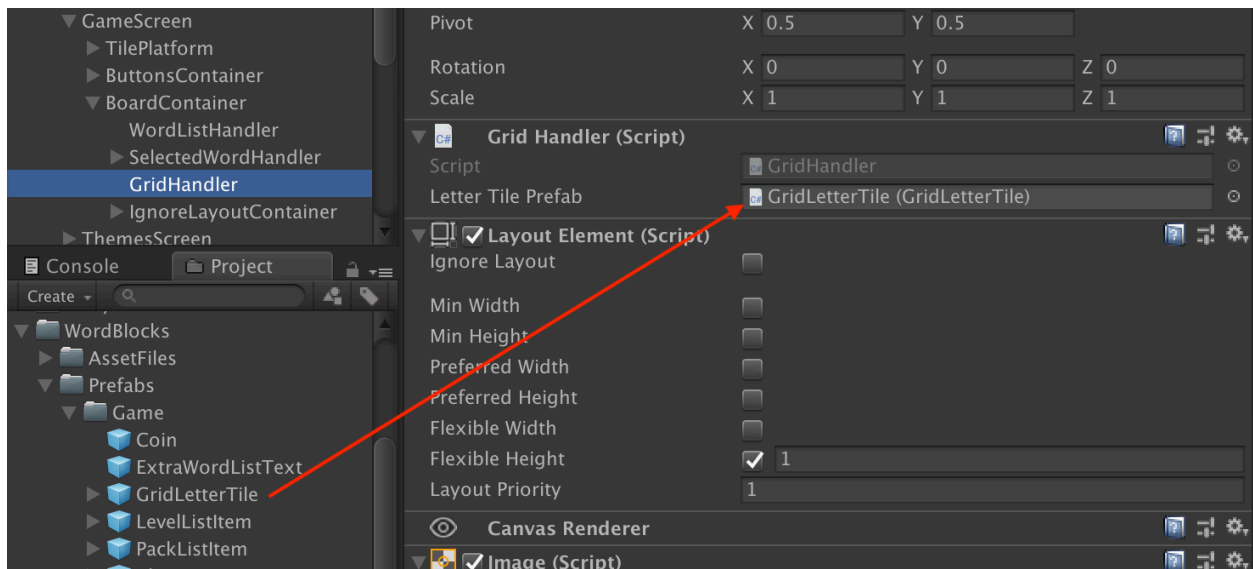 GameScreen
TilePlatform
ButtonsContainer
BoardContainer
WordListHandler
SelectedWordHandler
GridHandler
IgnoreLayoutContainer
ThemesScreen
Console Project
Create
WordBlocks
AssetFiles
Prefabs
Game
Coin
ExtraWordListText
GridLetterTile
LevelListItem
PackListItem
Pivot X 0.5 Y 0.5
Rotation X 0 Y 0 Z 0
Scale X 1 Y 1 Z 1
C# Grid Handler (Script)
Script GridHandler
Letter Tile Prefab C# GridLetterTile (GridLetterTile)
Layout Element (Script)
Ignore Layout
Min Width
Min Height
Preferred Width
Preferred Height
Flexible Width
Flexible Height 1
Layout Priority 1
Canvas Renderer
Image (Script)